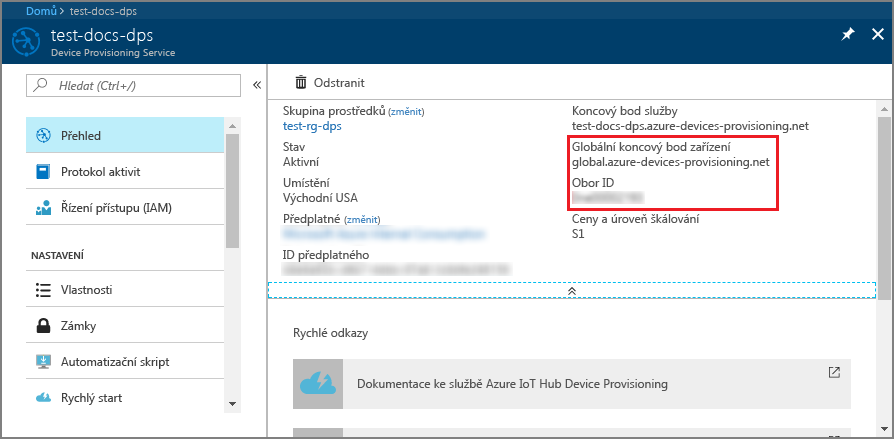 Domů > test-docs-dps
test-docs-dps
Device Provisioning Service
Hledat (Ctrl+/)
Přehled
Protokol aktivit
Řízení přístupu (IAM)
NASTAVENÍ
Vlastnosti
Zámky
Automatizační skript
Rychlý start
Odstranit
Skupina prostředků (změnit)
test-rg-dps
Stav
Aktivní
Umístění
Východní USA
Předplatné (změnit)
ID předplatného
Koncový bod služby
test-docs-dps.azure-devices-provisioning.net
Globální koncový bod zařízení
global.azure-devices-provisioning.net
Obor ID
Ceny a úroveň škálování
S1
Rychlé odkazy
Dokumentace ke službě Azure IoT Hub Device Provisioning